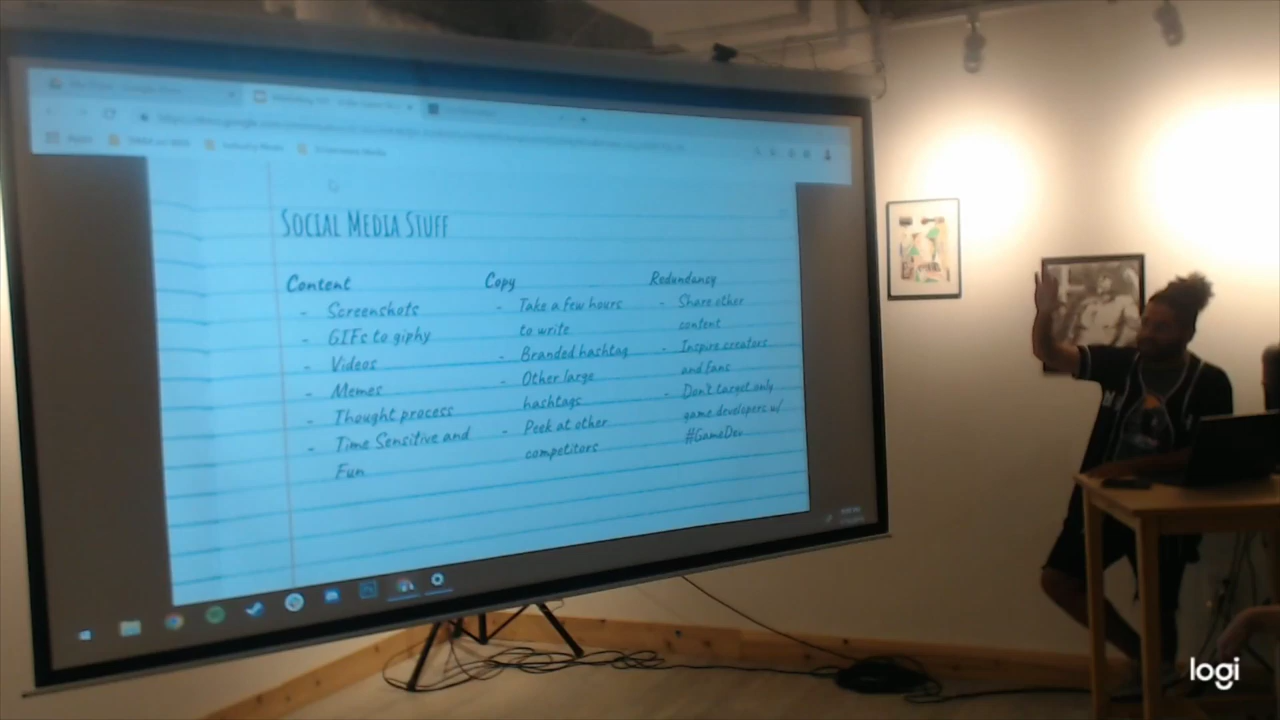 Social Media Stuff
Content
- Screenshots
- GIFs to giphy
- Videos
- Memes
- Thought process
- Time Sensitive and
Fun
Copy
- Take a few hours
to write
- Branded hashtag
- Other large
hashtags
- Peek at other
competitors
Redundancy
- Share other
content
- Inspire creators
and fans
- Don't target only
game developers w/
#GameDev
logi